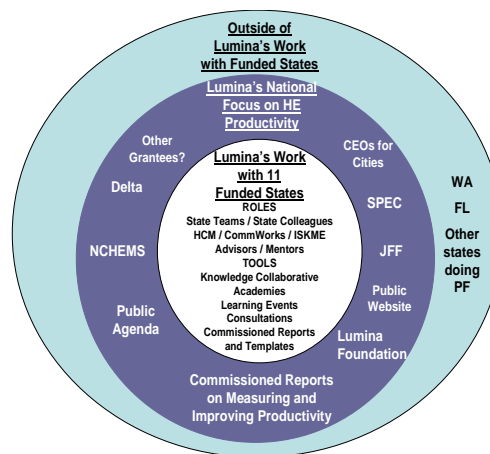 Outside of
Lumina's Work
with Funded States
Lumina's National
Focus on HE
Productivity
Other
Grantees?
Delta
NCHEMS
Public
Agenda
CEOs for
Cities
SPEC
JFF
Public
Website
Lumina
Foundation
Commissioned Reports
on Measuring and
Improving Productivity
Lumina's Work
with 11
Funded States
ROLES
State Teams / State Colleagues
HCM / CommWorks / ISKME
Advisors / Mentors
TOOLS
Knowledge Collaborative
Academies
Learning Events
Consultations
Commissioned Reports
and Templates
WA
FL
Other
states
doing
PF